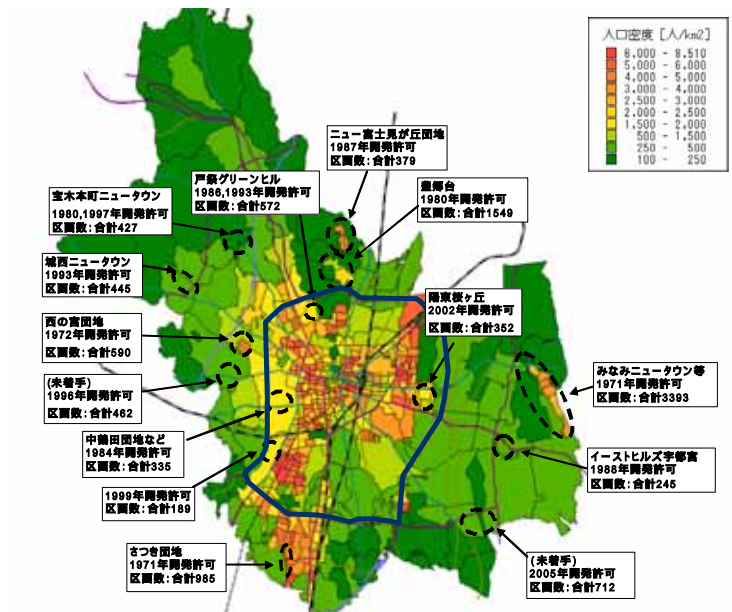 人口密度 [人/km2]
8,000 - 8,510
5,000 - 6,000
4,000 - 5,000
3,000 - 4,000
2,500 - 3,000
2,000 - 2,500
1,500 - 2,000
500 - 1,500
250 - 500
100 - 250
ニュー富士見が丘団地
1987年開発許可
区画数:合計379
戸祭グリーンヒル
1986,1993年開発許可
区画数:合計572
豊郷台
1980年開発許可
区画数:合計1549
宝木本町ニュータウン
1980,1997年開発許可
区画数:合計427
城西ニュータウン
1993年開発許可
区画数:合計445
陽東桜ヶ丘
2002年開発許可
区画数:合計352
西の宮団地
1972年開発許可
区画数:合計590
(未着手)
1996年開発許可
区画数:合計462
みなみニュータウン等
1971年開発許可
区画数:合計3393
中鶴田団地など
1984年開発許可
区画数:合計335
イーストヒルズ宇都宮
1988年開発許可
区画数:合計245
1999年開発許可
区画数:合計189
さつき団地
1971年開発許可
区画数:合計985
(未着手)
2005年開発許可
区画数:合計712